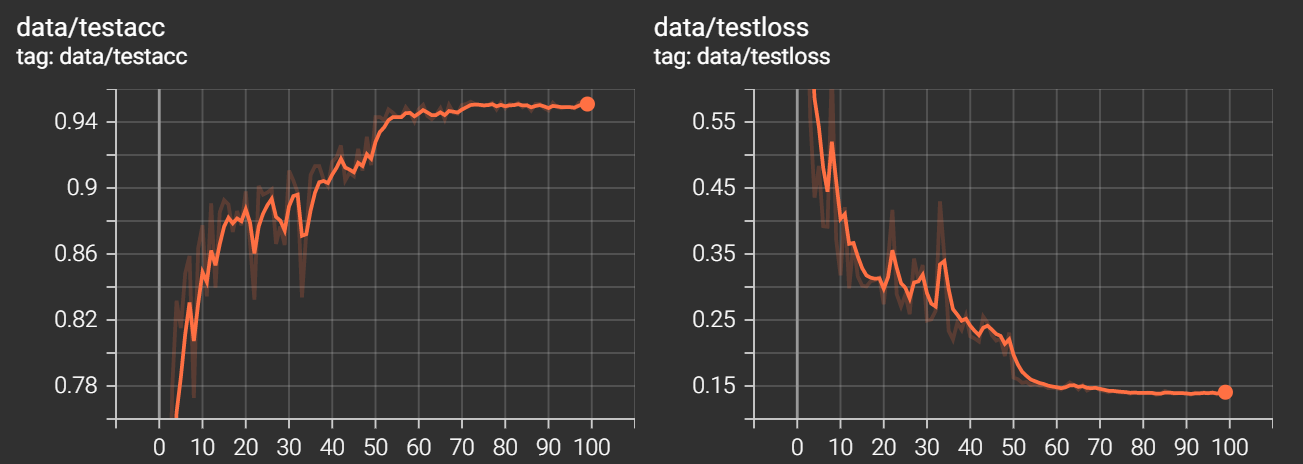 data/testacc
tag: data/testacc
0.94
0.9
0.86
0.82
0.78
0 10 20 30 40 50 60 70 80 90 100
data/testloss
tag: data/testloss
0.55
0.45
0.35
0.25
0.15
0 10 20 30 40 50 60 70 80 90 100